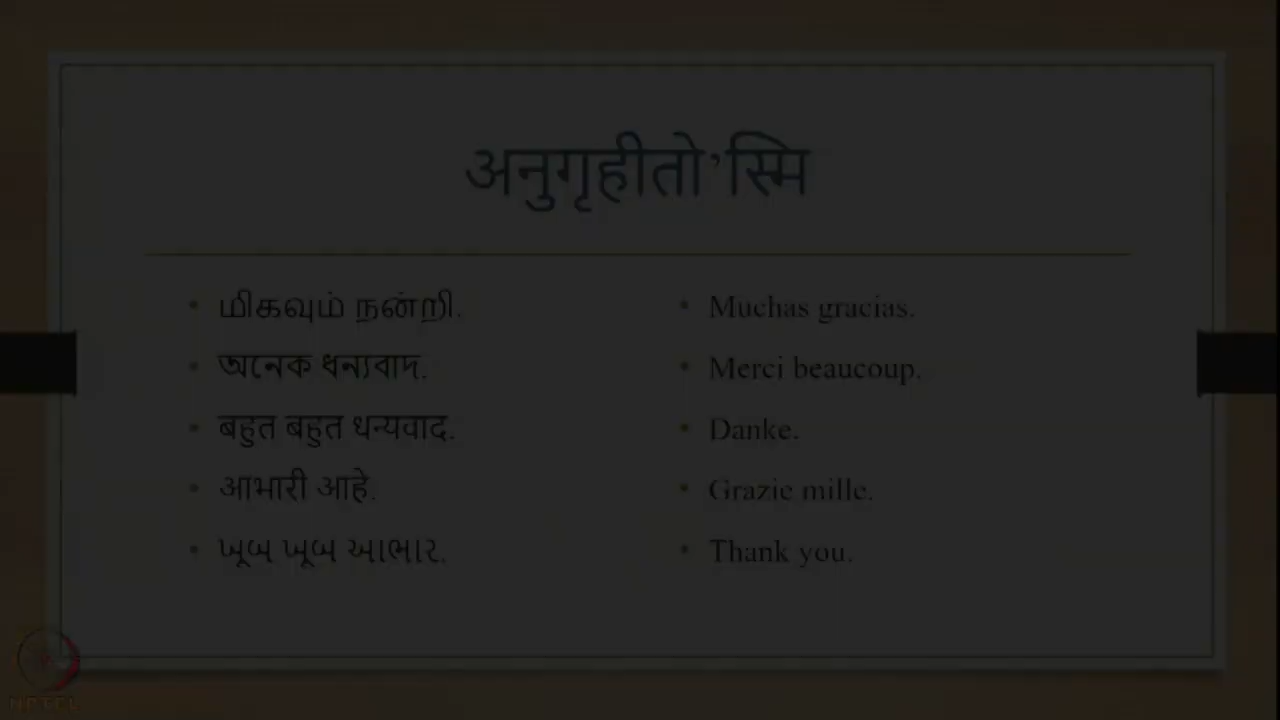 अनुगृहीतो’स्मि
மிகவும் நன்றி.
অনেক ধন্যবাদ.
बहुत बहुत धन्यवाद.
आभारी आहे.
ખૂબ ખૂબ આભાર.
Muchas gracias.
Merci beaucoup.
Danke.
Grazie mille.
Thank you.
NPTEL